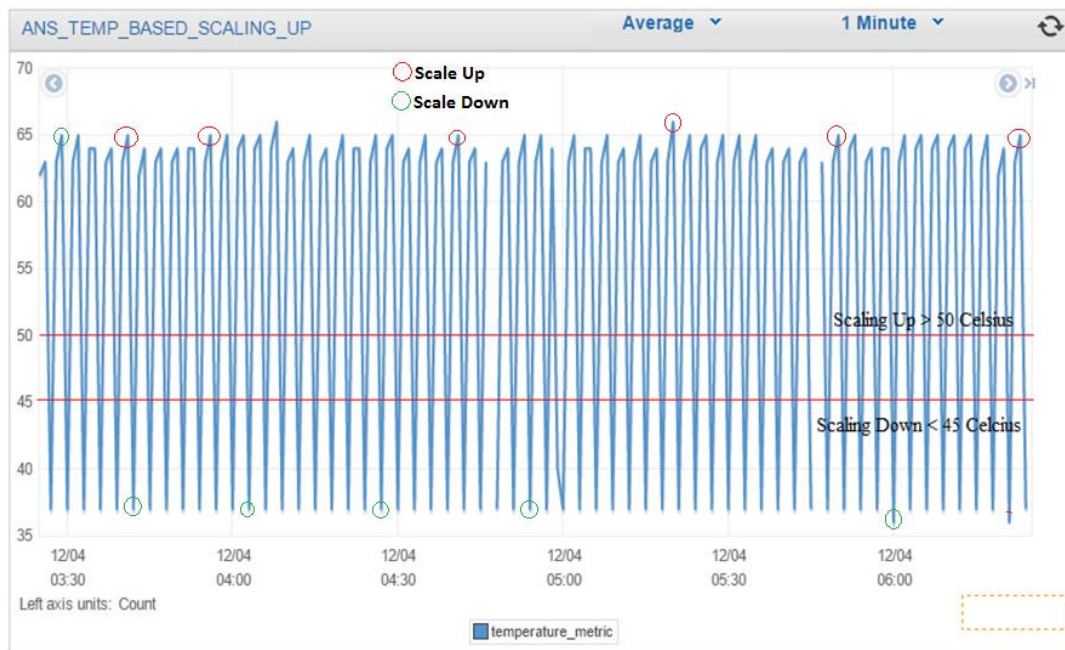 ANS_TEMP_BASED_SCALING_UP Average 1 Minute
70
Scale Up
Scale Down
65
60
55
Scaling Up > 50 Celsius
50
45
Scaling Down < 45 Celcius
40
35
12/04 12/04 12/04 12/04 12/04 12/04
03:30 04:00 04:30 05:00 05:30 06:00
Left axis units: Count
temperature_metric